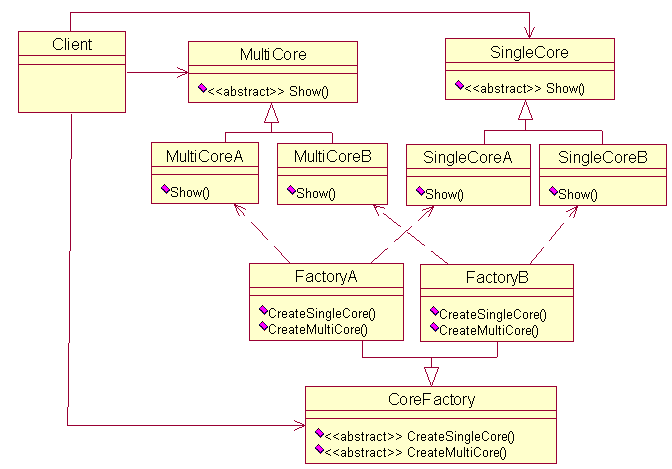 Client
MultiCore
<<abstract>> Show()
SingleCore
<<abstract>> Show()
MultiCoreA
Show()
MultiCoreB
Show()
SingleCoreA
Show()
SingleCoreB
Show()
FactoryA
CreateSingleCore()
CreateMultiCore()
FactoryB
CreateSingleCore()
CreateMultiCore()
CoreFactory
<<abstract>> CreateSingleCore()
<<abstract>> CreateMultiCore()